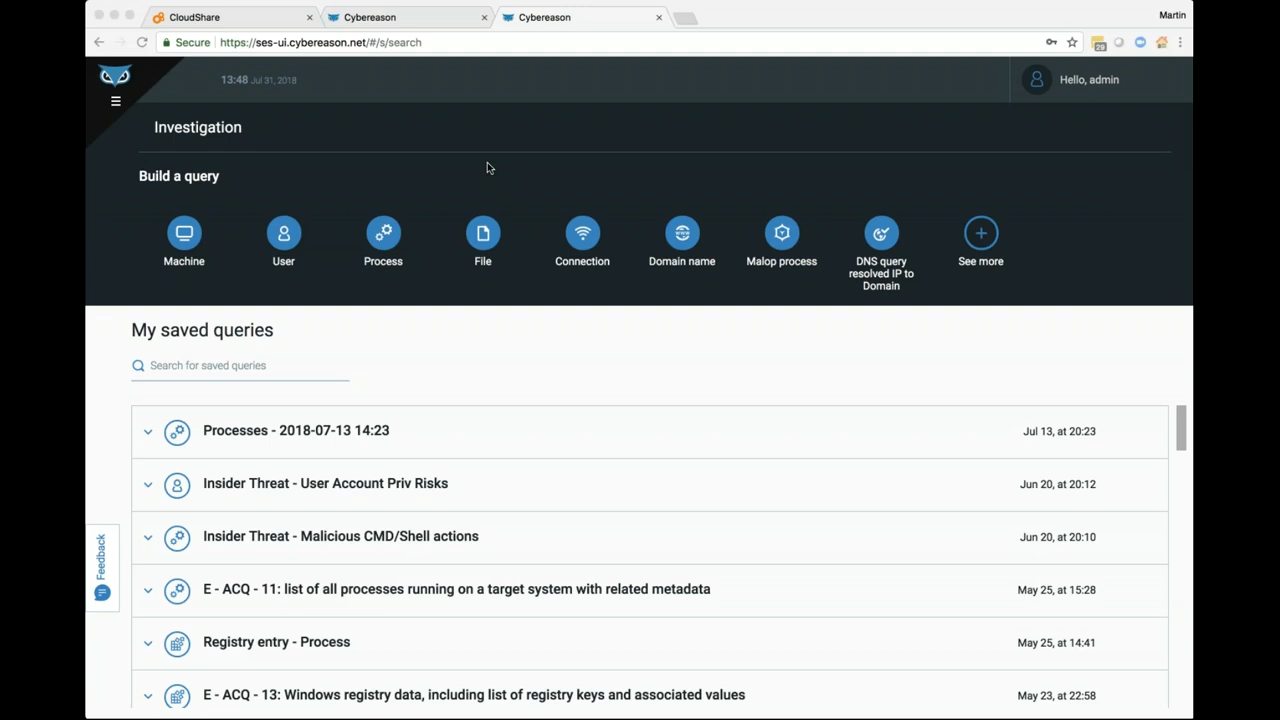 CloudShare
Cybereason
Cybereason
Martin
Secure
https://ses-ui.cybereason.net/#/s/search
29
13:48 Jul 31, 2018
Hello, admin
Investigation
Build a query
Machine
User
Process
File
Connection
WWW
Domain name
Malop process
DNS query
resolved IP to
Domain
See more
My saved queries
Search for saved queries
Processes - 2018-07-13 14:23
Jul 13, at 20:23
Insider Threat - User Account Priv Risks
Jun 20, at 20:12
Insider Threat - Malicious CMD/Shell actions
Jun 20, at 20:10
Feedback
E - ACQ - 11: list of all processes running on a target system with related metadata
May 25, at 15:28
Registry entry - Process
May 25, at 14:41
E - ACQ - 13: Windows registry data, including list of registry keys and associated values
May 23, at 22:58